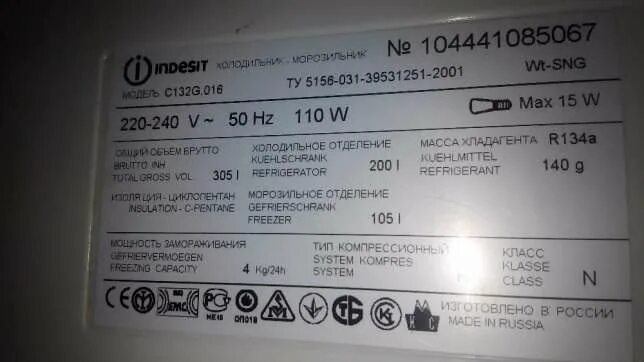 INDESIT ХОЛОДИЛЬНИК - МОРОЗИЛЬНИК № 104441085067
МОДЕЛЬ C132G.016 ТУ 5156-031-39531251-2001 Wt-SNG
220-240 V ~ 50 Hz 110 W Max 15 W
ОБЩИЙ ОБЪЕМ БРУТТО ХОЛОДИЛЬНОЕ ОТДЕЛЕНИЕ МАССА ХЛАДАГЕНТА R134a
BRUTTO INH KUEHLSCHRANK KUEHLMITTEL
TOTAL GROSS VOL 305 l REFRIGERATOR 200 l REFRIGERANT 140 g
ИЗОЛЯЦИЯ - ЦИКЛОПЕНТАН МОРОЗИЛЬНОЕ ОТДЕЛЕНИЕ
INSULATION - C-PENTANE GEFRIERSCHRANK
FREEZER 105 l
МОЩНОСТЬ ЗАМОРАЖИВАНИЯ ТИП КОМПРЕССИОННЫЙ КЛАСС
GEFRIERVERMOEGEN SYSTEM KOMPRES KLASSE
FREEZING CAPACITY 4 Kg/24h SYSTEM CLASS N
CE EMC ME10 ОП019 ИЗГОТОВЛЕНО В РОССИИ
MADE IN RUSSIA